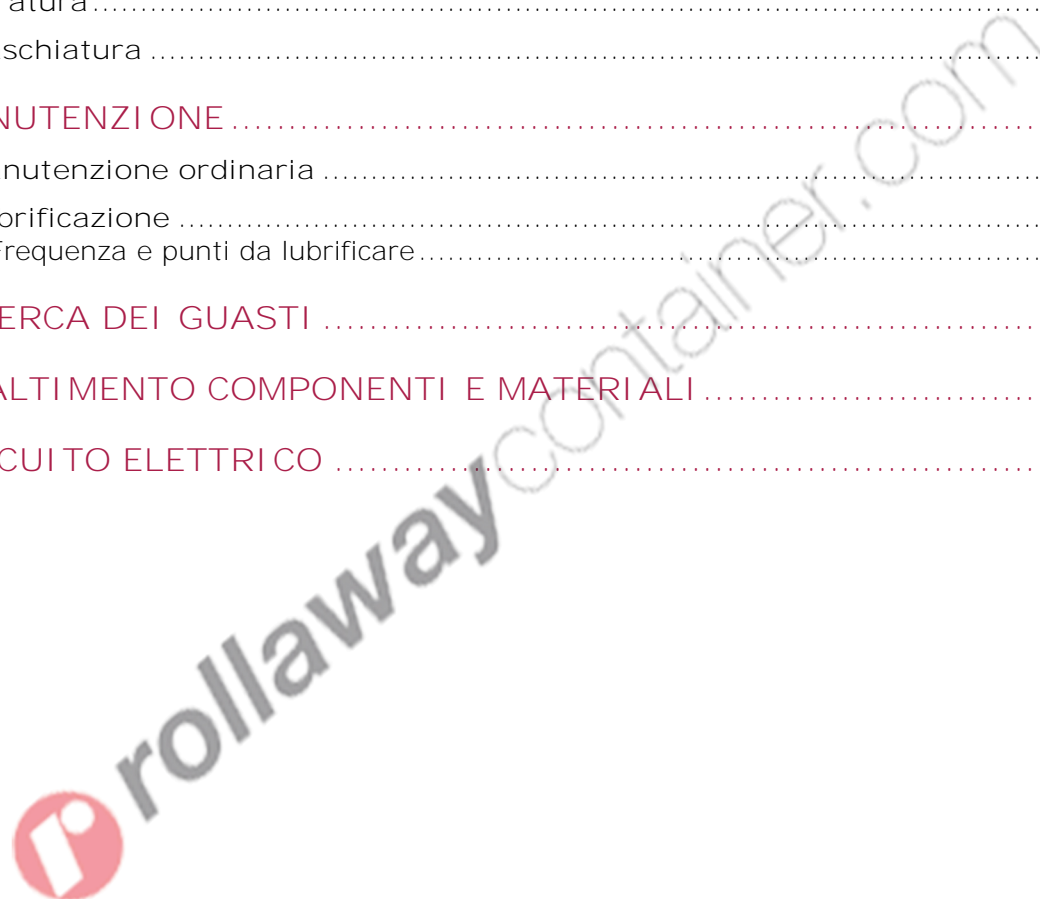 atura....................
schiatura ....................
NUTENZIONE ....................
nutenzione ordinaria ....................
brificazione ....................
Frequenza e punti da lubrificare....................
ERCA DEI GUASTI ....................
ALTIMENTO COMPONENTI E MATERIALI ....................
CUITO ELETTRICO ....................
rollawaycontainer.com